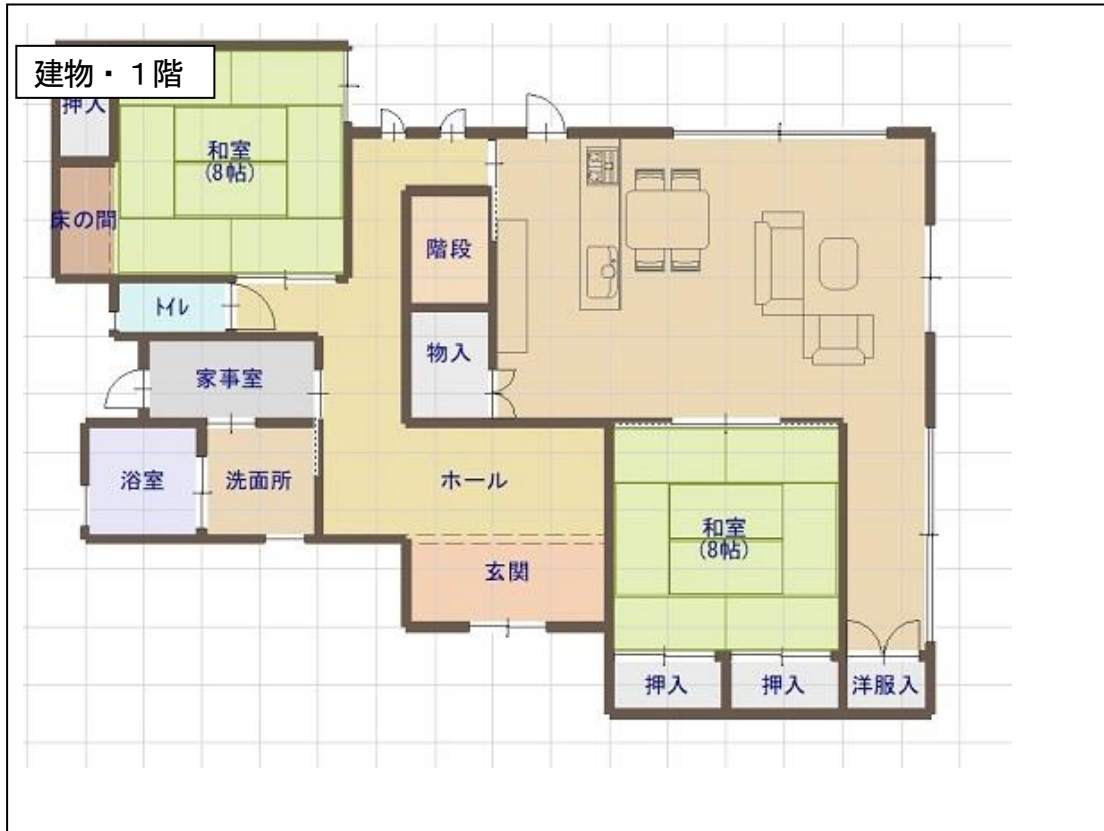 建物・１階
押入
和室
(8帖)
床の間
ﾄｲﾚ
階段
物入
家事室
浴室
洗面所
ホール
玄関
和室
(8帖)
押入
押入
洋服入